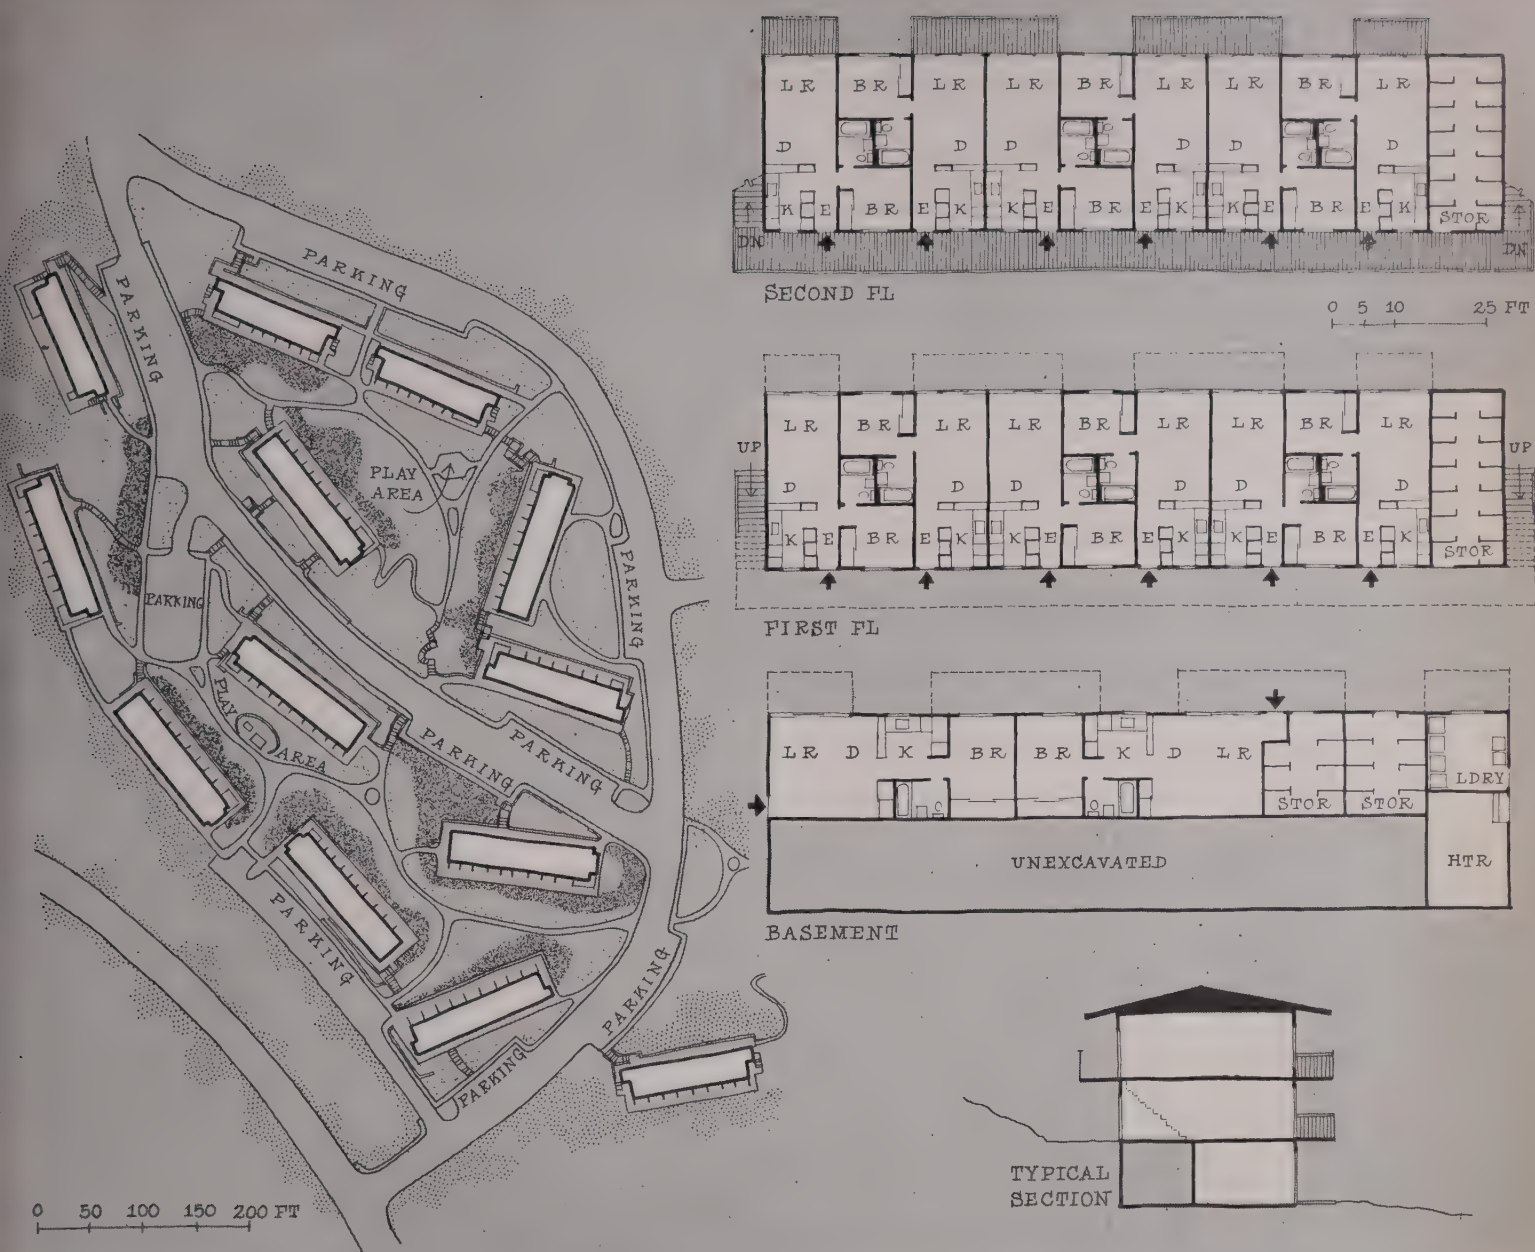 PARKING
PARKING
PLAY
AREA
PARKING
PARKING
PLAY
AREA
PARKING
PARKING
PARKING
PARKING
PARKING
0 50 100 150 200 FT
LR BR LR LR BR LR LR BR LR
D D D D D D
K E BR E K K E BR E K K E BR E K STOR
DN DN
SECOND FL
0 5 10 25 FT
LR BR LR LR BR LR LR BR LR
UP UP
D D D D D D
K E BR E K K E BR E K K E BR E K STOR
FIRST FL
LR D K BR BR K D LR
LDRY
STOR STOR
UNEXCAVATED HTR
BASEMENT
TYPICAL
SECTION